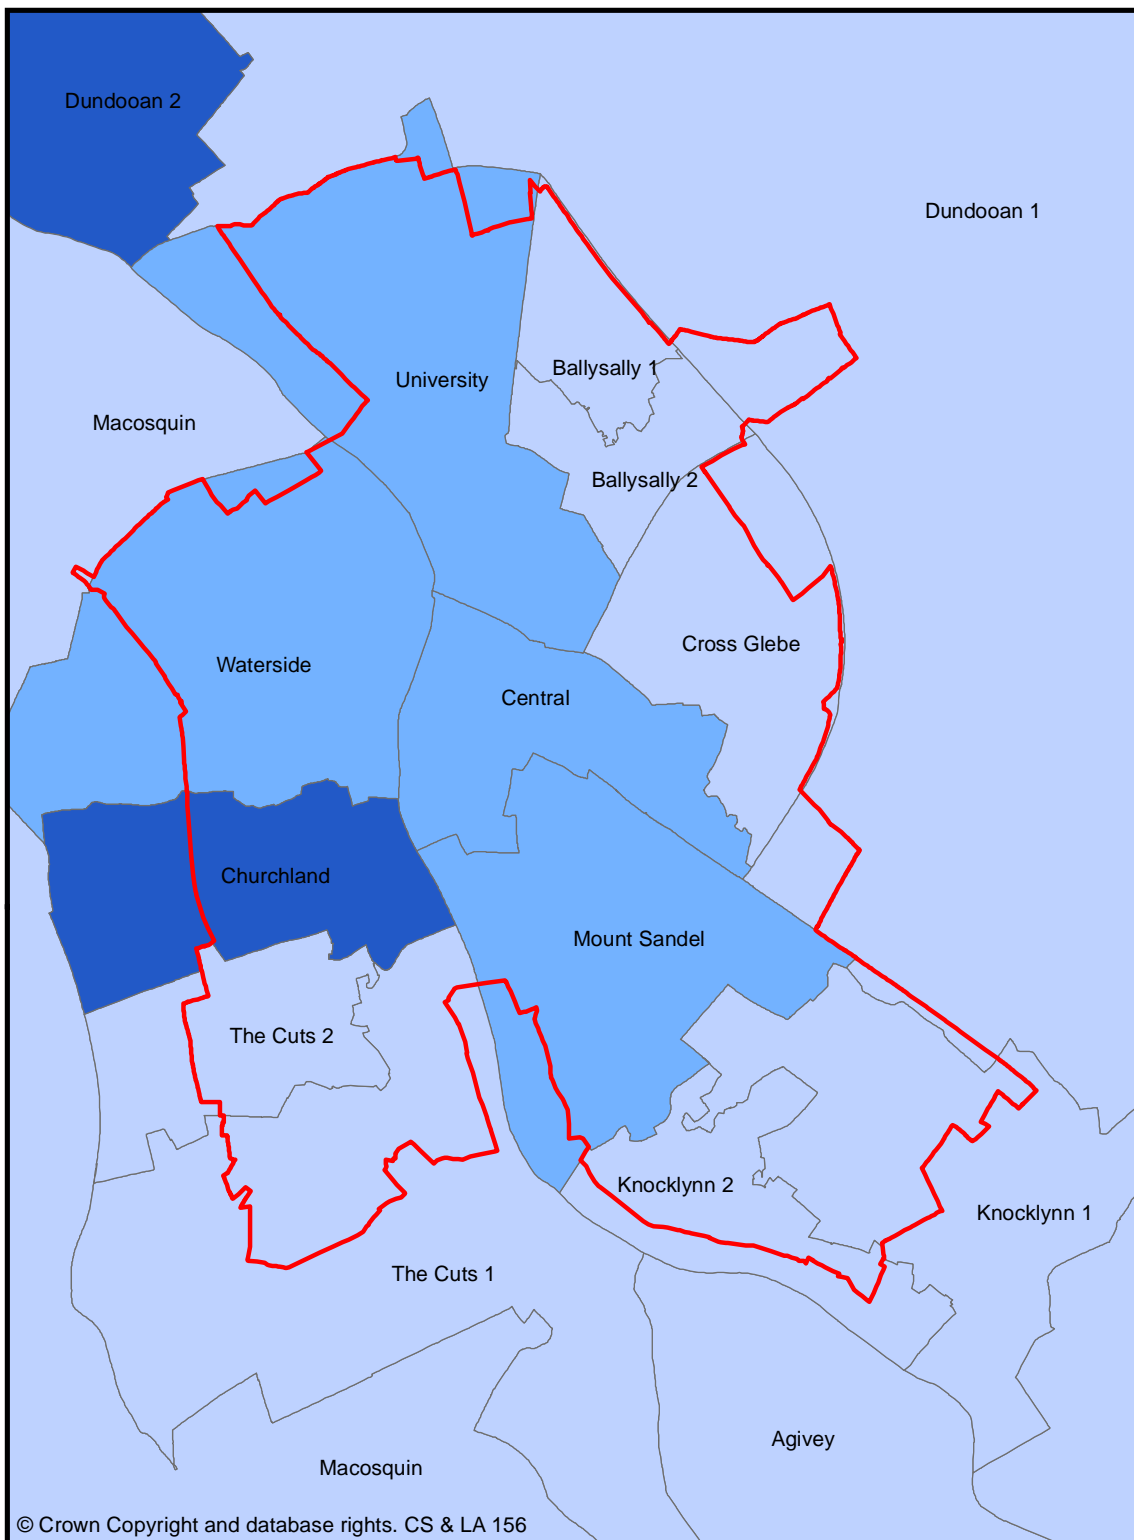 Dundooan 2
Dundooan 1
Ballysally 1
University
Macosquin
Ballysally 2
Cross Glebe
Waterside
Central
Churchland
Mount Sandel
The Cuts 2
Knocklynn 2
Knocklynn 1
The Cuts 1
Agivey
Macosquin
© Crown Copyright and database rights. CS & LA 156